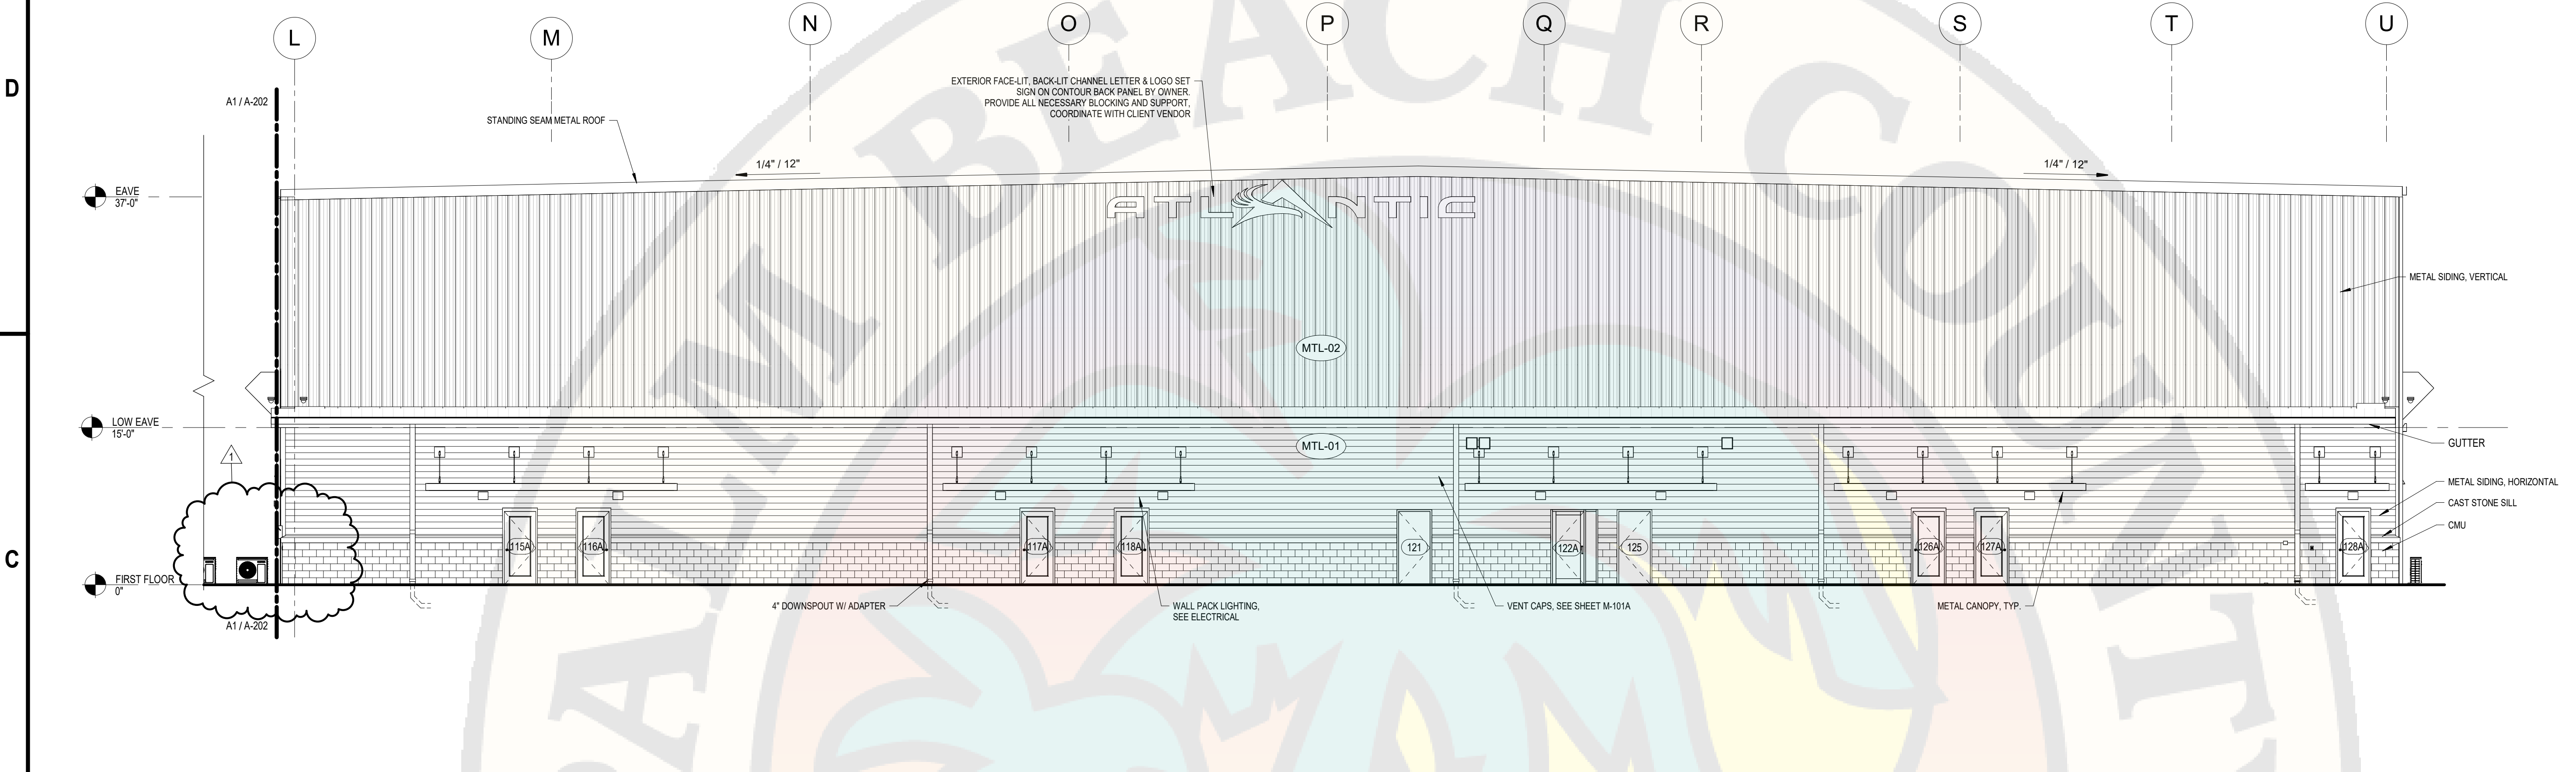 D
L
M
N
O
P
Q
R
S
T
U
A1 / A-202
EXTERIOR FACE-LIT, BACK-LIT CHANNEL LETTER & LOGO SET
SIGN ON CONTOUR BACK PANEL BY OWNER.
PROVIDE ALL NECESSARY BLOCKING AND SUPPORT,
COORDINATE WITH CLIENT VENDOR
STANDING SEAM METAL ROOF
1/4" / 12"
1/4" / 12"
EAVE
37'-0"
ATLANTIC
METAL SIDING, VERTICAL
MTL-02
LOW EAVE
15'-0"
MTL-01
GUTTER
1
METAL SIDING, HORIZONTAL
CAST STONE SILL
CMU
C
115A
116A
117A
118A
121
122A
125
126A
127A
128A
FIRST FLOOR
0"
4" DOWNSPOUT W/ ADAPTER
WALL PACK LIGHTING,
SEE ELECTRICAL
VENT CAPS, SEE SHEET M-101A
METAL CANOPY, TYP.
A1 / A-202
PALM BEACH COUNT